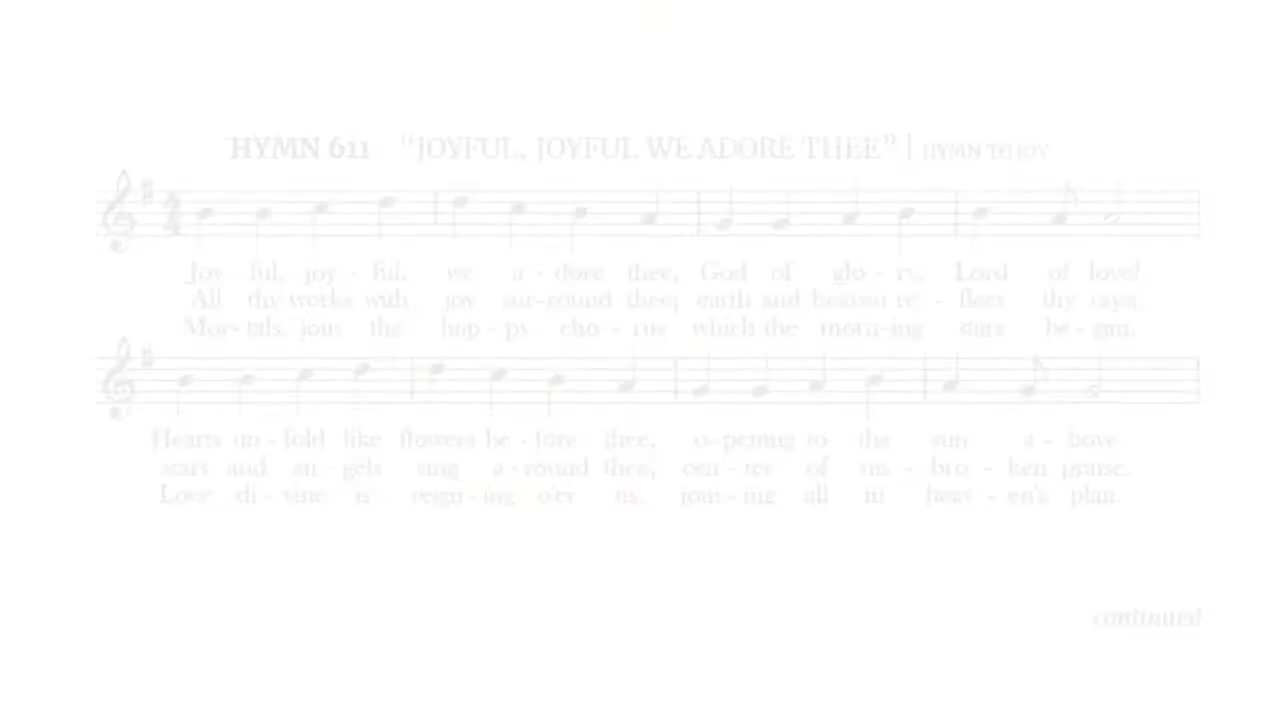 HYMN 611 “JOYFUL, JOYFUL WE ADORE THEE” | HYMN TO JOY
Joy - ful, joy - ful, we a - dore thee, God of glo - ry, Lord of love!
All thy works with joy sur-round thee; earth and heaven re - flect thy rays;
Mor- tals, join the hap - py cho - rus which the morn-ing stars be - gan.
Hearts un - fold like flowers be - fore thee, o-pening to the sun a - bove.
stars and an - gels sing a - round thee, cen - ter of un - bro - ken praise.
Love di - vine is reign - ing o'er us, join - ing all in heav - en's plan.
continued